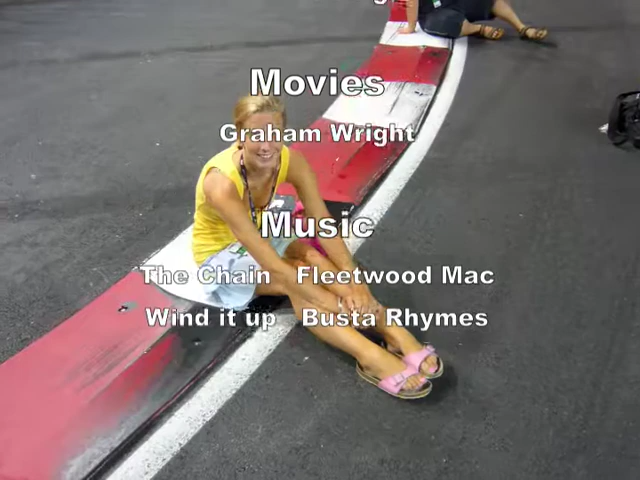 Movies
Graham Wright
Music
The Chain Fleetwood Mac
Wind it up Busta Rhymes